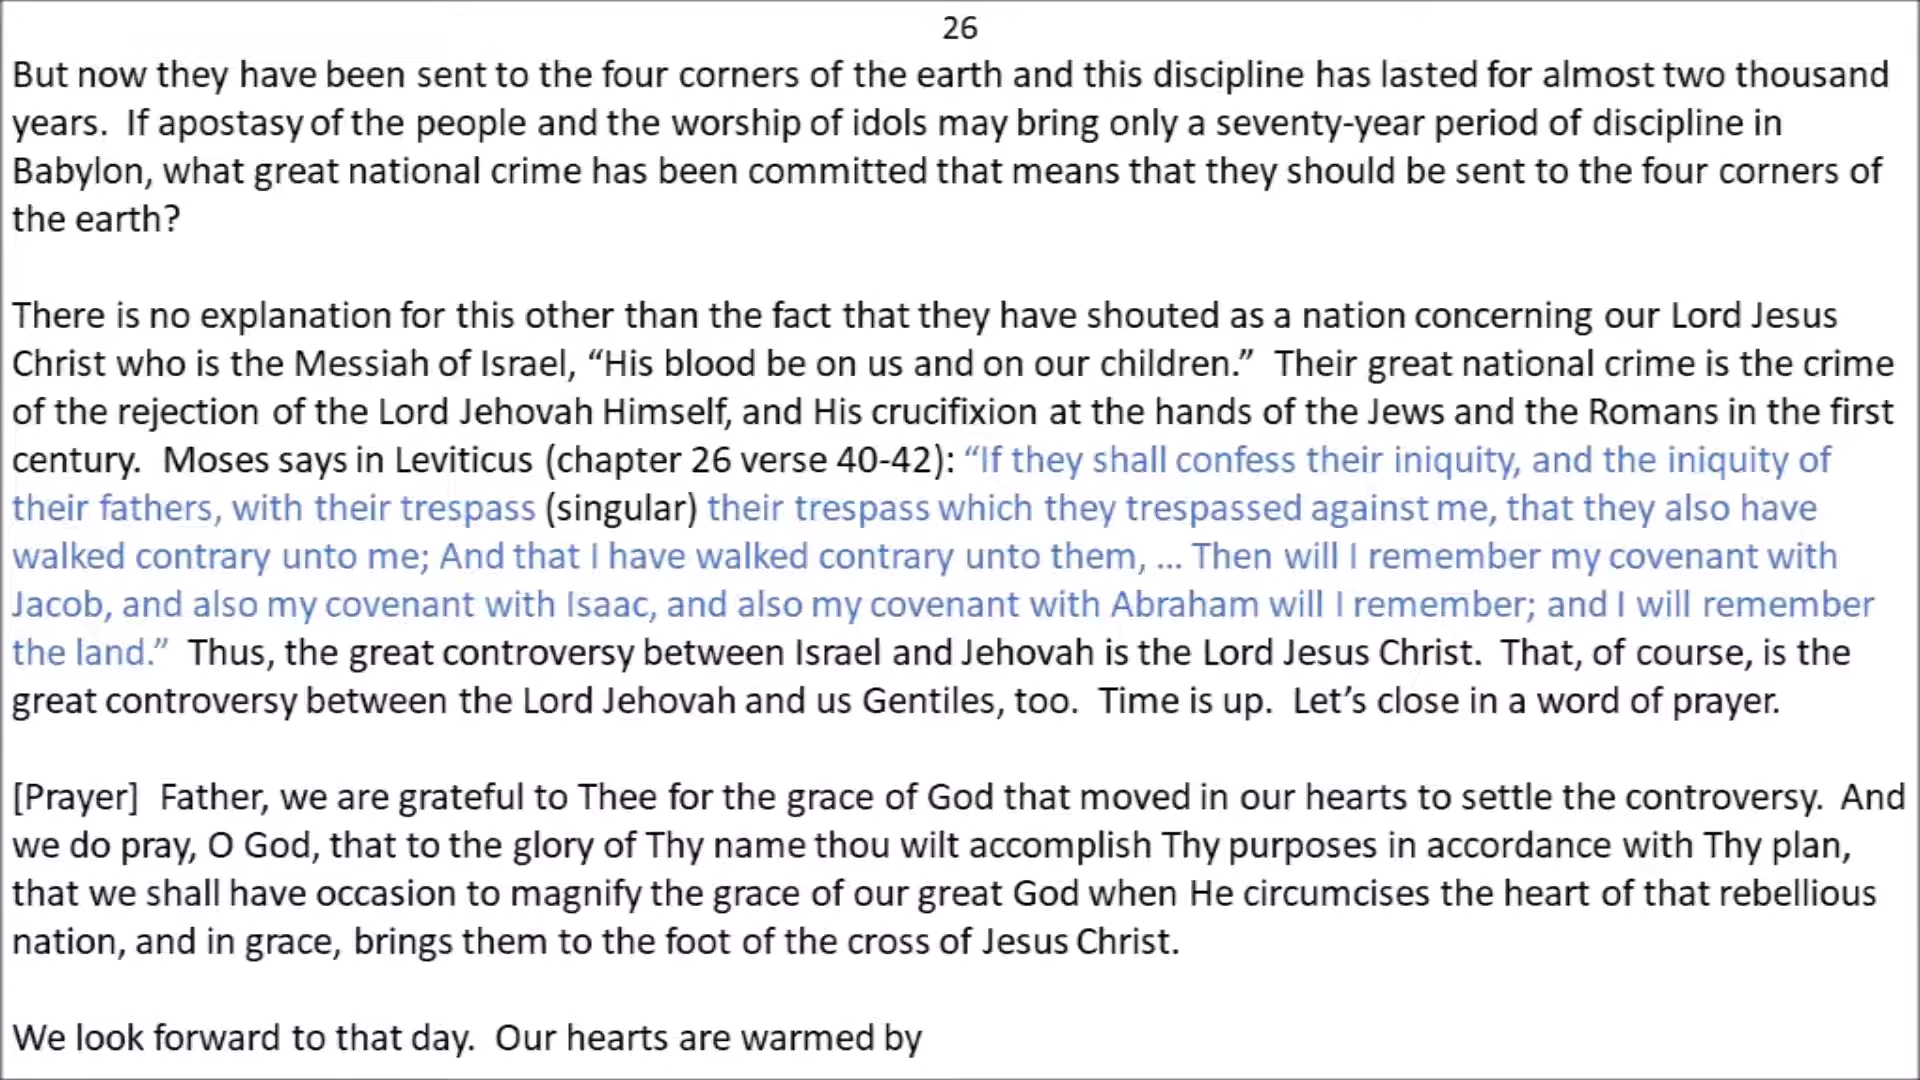 26
But now they have been sent to the four corners of the earth and this discipline has lasted for almost two thousand
years.  If apostasy of the people and the worship of idols may bring only a seventy-year period of discipline in
Babylon, what great national crime has been committed that means that they should be sent to the four corners of
the earth?
There is no explanation for this other than the fact that they have shouted as a nation concerning our Lord Jesus
Christ who is the Messiah of Israel, “His blood be on us and on our children.”  Their great national crime is the crime
of the rejection of the Lord Jehovah Himself, and His crucifixion at the hands of the Jews and the Romans in the first
century.  Moses says in Leviticus (chapter 26 verse 40-42): “If they shall confess their iniquity, and the iniquity of
their fathers, with their trespass (singular) their trespass which they trespassed against me, that they also have
walked contrary unto me; And that I have walked contrary unto them, ... Then will I remember my covenant with
Jacob, and also my covenant with Isaac, and also my covenant with Abraham will I remember; and I will remember
the land.”  Thus, the great controversy between Israel and Jehovah is the Lord Jesus Christ.  That, of course, is the
great controversy between the Lord Jehovah and us Gentiles, too.  Time is up.  Let’s close in a word of prayer.
[Prayer]  Father, we are grateful to Thee for the grace of God that moved in our hearts to settle the controversy.  And
we do pray, O God, that to the glory of Thy name thou wilt accomplish Thy purposes in accordance with Thy plan,
that we shall have occasion to magnify the grace of our great God when He circumcises the heart of that rebellious
nation, and in grace, brings them to the foot of the cross of Jesus Christ.
We look forward to that day.  Our hearts are warmed by